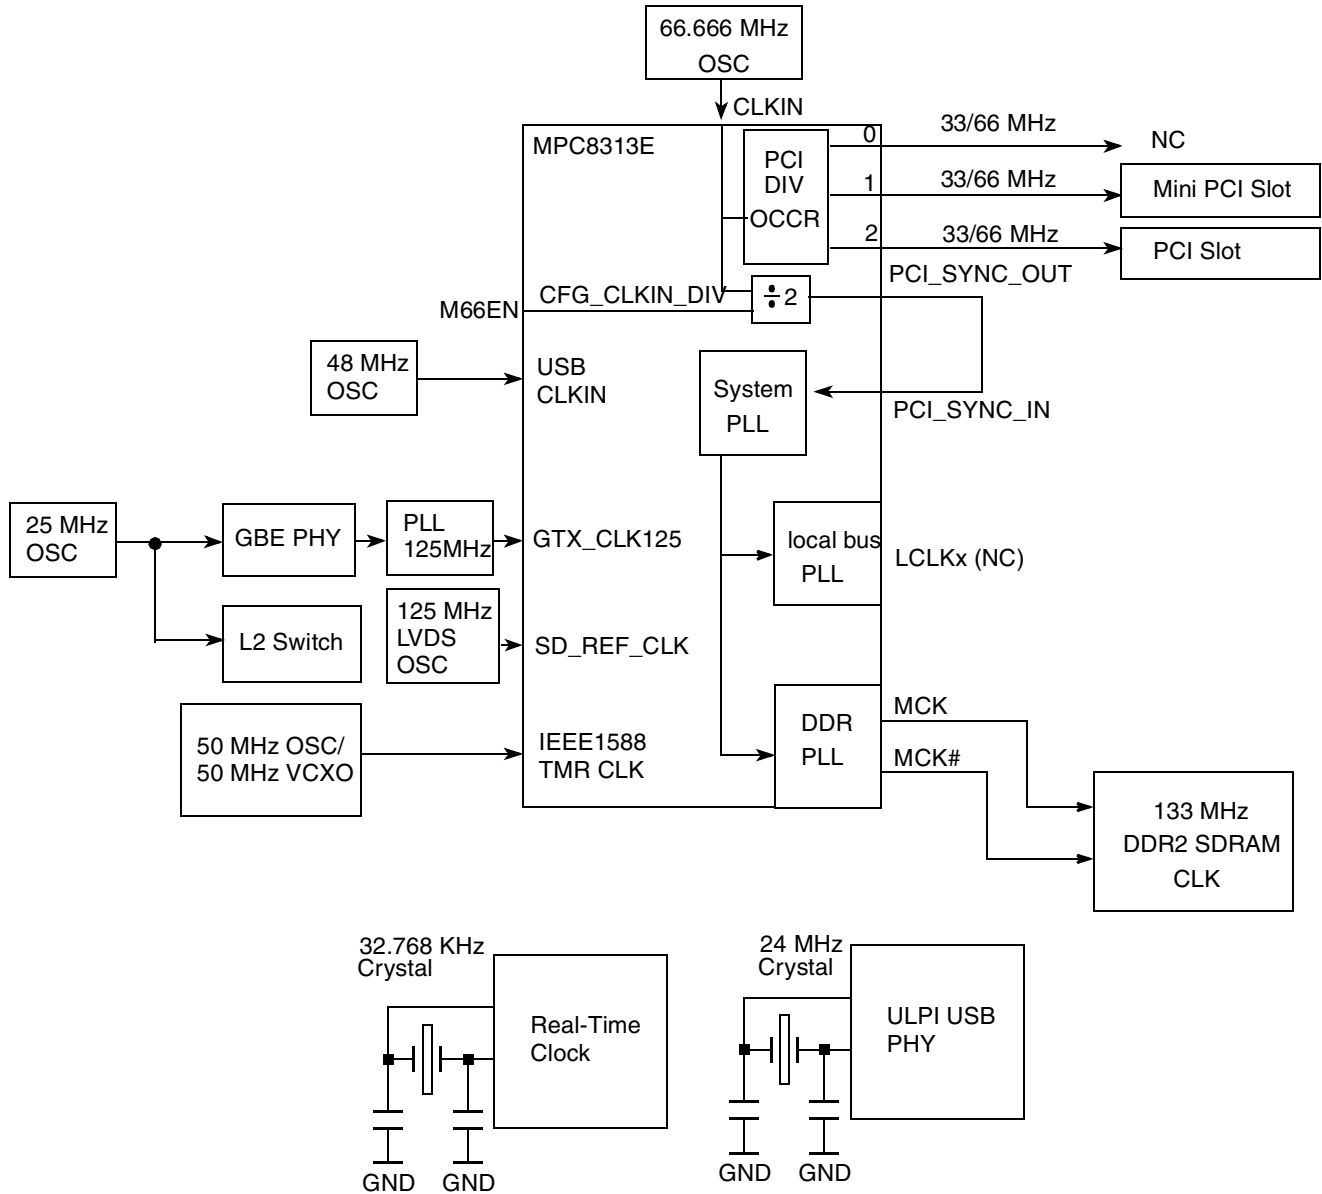 66.666 MHz
OSC
CLKIN
MPC8313E
PCI
DIV
OCCR
0
33/66 MHz
NC
1
33/66 MHz
Mini PCI Slot
2
33/66 MHz
PCI Slot
PCI_SYNC_OUT
M66EN
CFG_CLKIN_DIV
÷2
48 MHz
OSC
USB
CLKIN
System
PLL
PCI_SYNC_IN
25 MHz
OSC
GBE PHY
PLL
125MHz
GTX_CLK125
local bus
PLL
LCLKx (NC)
L2 Switch
125 MHz
LVDS
OSC
SD_REF_CLK
50 MHz OSC/
50 MHz VCXO
IEEE1588
TMR CLK
DDR
PLL
MCK
MCK#
133 MHz
DDR2 SDRAM
CLK
32.768 KHz
Crystal
Real-Time
Clock
GND
GND
24 MHz
Crystal
ULPI USB
PHY
GND
GND